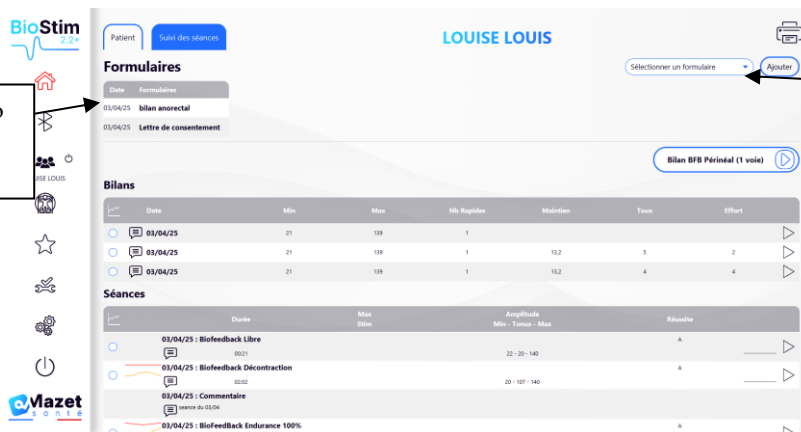 BioStim
2.2+
Patient
Suivi des séances
LOUISE LOUIS
Formulaires
Sélectionner un formulaire
Ajouter
Date Formulaires
03/04/25 bilan anorectal
03/04/25 Lettre de consentement
LOUIS
Bilan BFB Périnéal (1 voie)
Bilans
Date Min Max Nb Rapides Maintien Toux Effort
03/04/25 21 139 1
03/04/25 21 139 1 13,2 5 2
03/04/25 21 139 1 13,2 4 4
Séances
Durée Max Stim Amplitude Min - Tonus - Max Réussite
03/04/25 : Biofeedback Libre A
00:21 22 - 20 - 140
03/04/25 : Biofeedback Décontraction A
02:02 20 - 107 - 140
03/04/25 : Commentaire
seance du 03/04
03/04/25 : BioFeedBack Endurance 100% A
Mazet
santé